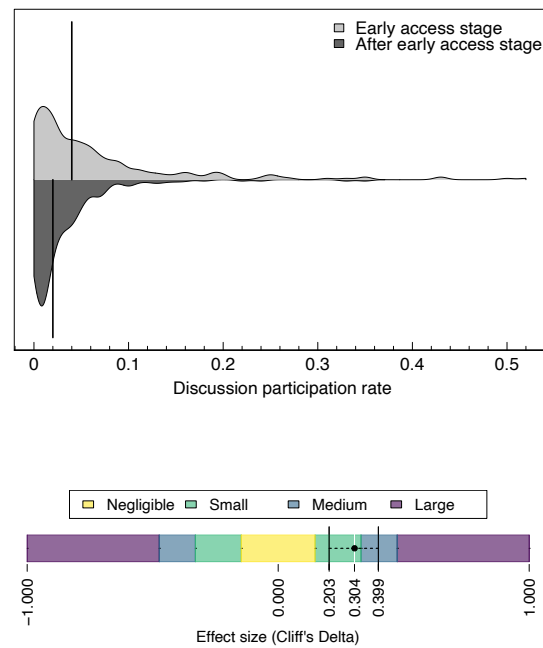 Early access stage
After early access stage
0 0.1 0.2 0.3 0.4 0.5
Discussion participation rate
Negligible Small Medium Large
-1.000 0.000 0.203 0.304 0.399 1.000
Effect size (Cliff's Delta)